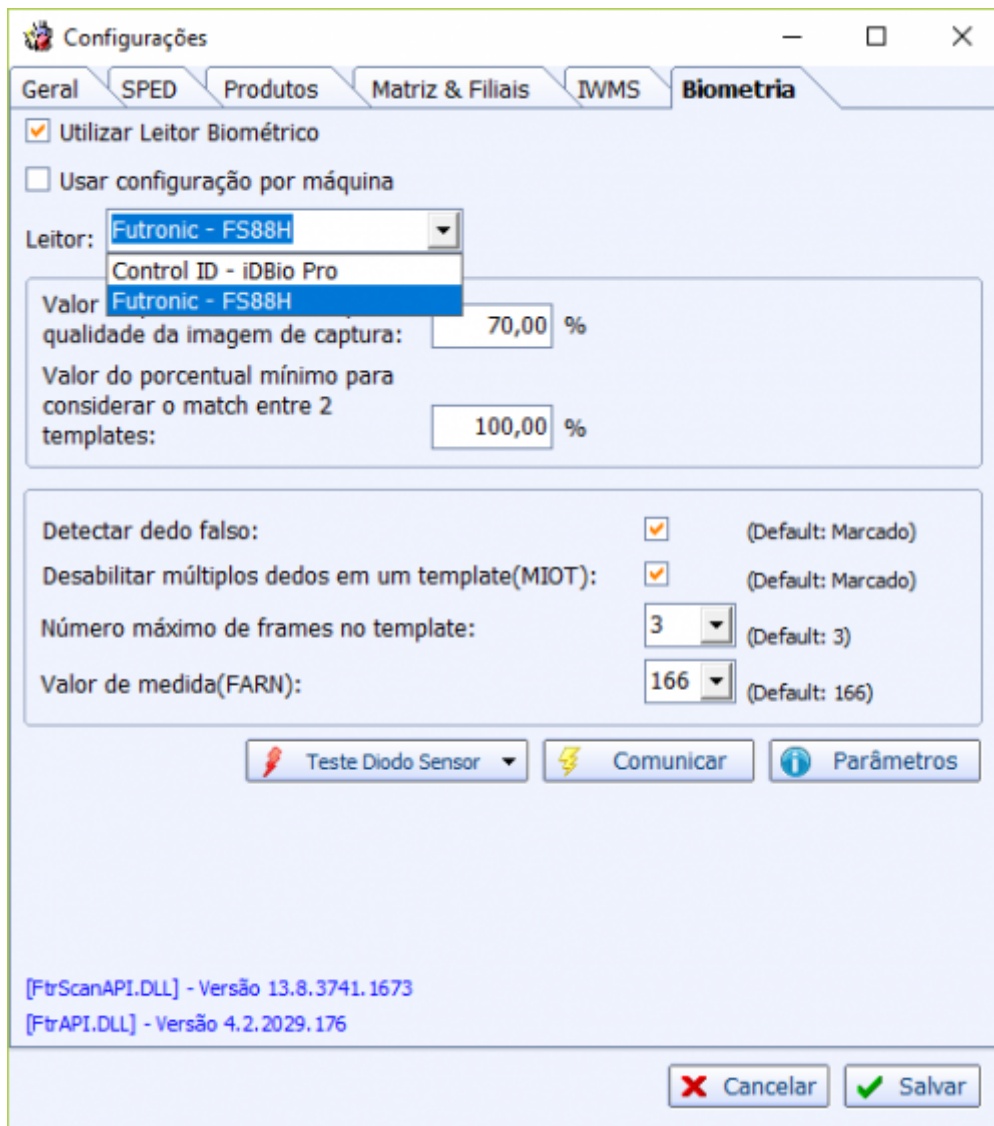 Configurações
Geral SPED Produtos Matriz & Filiais IWMS Biometria
Utilizar Leitor Biométrico
Usar configuração por máquina
Leitor: Futronic - FS88H
Control ID - iDBio Pro
Futronic - FS88H
Valor
qualidade da imagem de captura: 70,00 %
Valor do porcentual mínimo para
considerar o match entre 2
templates: 100,00 %
Detectar dedo falso: (Default: Marcado)
Desabilitar múltiplos dedos em um template(MIOT): (Default: Marcado)
Número máximo de frames no template: 3 (Default: 3)
Valor de medida(FARN): 166 (Default: 166)
Teste Diodo Sensor Comunicar Parâmetros
[FtrScanAPI.DLL] - Versão 13.8.3741.1673
[FtrAPI.DLL] - Versão 4.2.2029.176
Cancelar Salvar